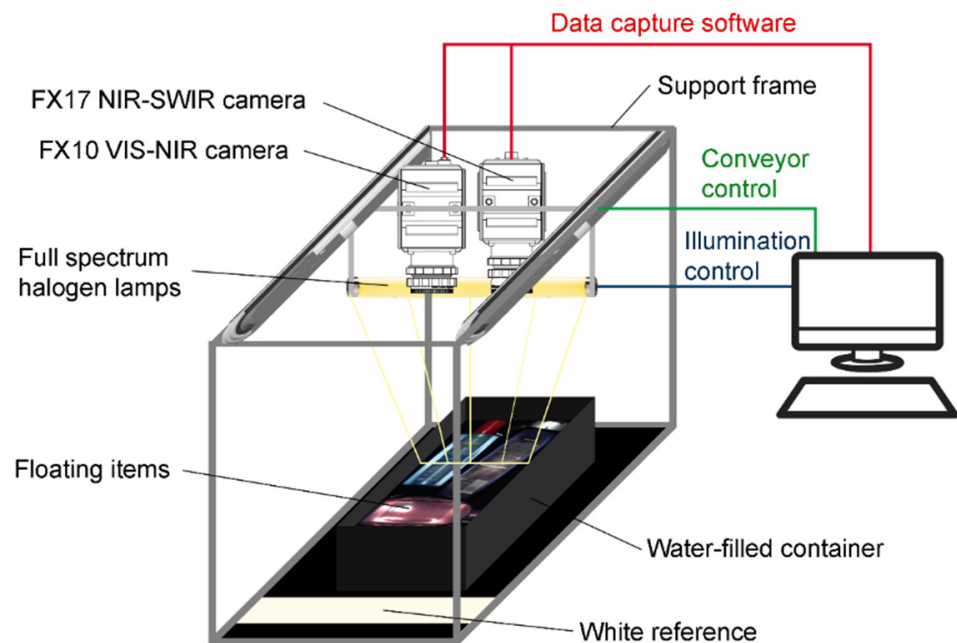 Data capture software
FX17 NIR-SWIR camera
Support frame
FX10 VIS-NIR camera
Conveyor
control
Illumination
control
Full spectrum
halogen lamps
Floating items
Water-filled container
White reference